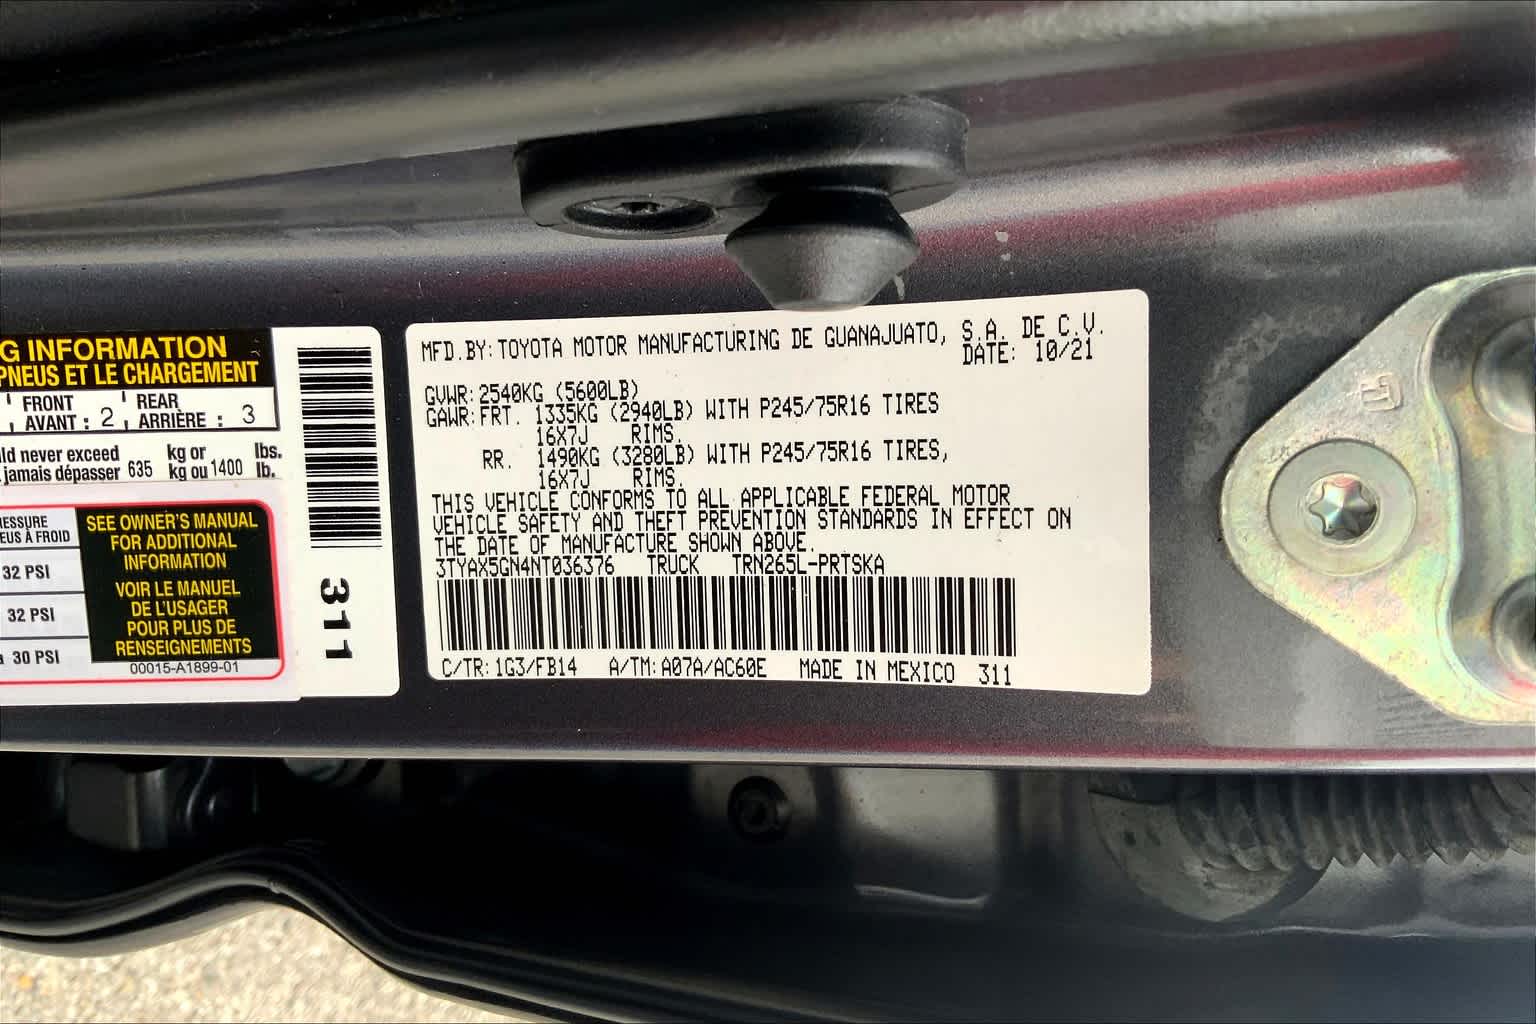 G INFORMATION
PNEUS ET LE CHARGEMENT
FRONT
AVANT : 2
REAR
ARRIÈRE : 3
ld never exceed kg or lbs.
jamais dépasser 635 kg ou 1400 lb.
ESSURE
EUS À FROID
32 PSI
32 PSI
30 PSI
SEE OWNER'S MANUAL
FOR ADDITIONAL
INFORMATION
VOIR LE MANUEL
DE L'USAGER
POUR PLUS DE
RENSEIGNEMENTS
00015-A1899-01
311
MFD.BY: TOYOTA MOTOR MANUFACTURING DE GUANAJUATO, S.A. DE C.V.
DATE: 10/21
GVWR: 2540KG (5600LB)
GAWR: FRT. 1335KG (2940LB) WITH P245/75R16 TIRES
16X7J RIMS.
RR. 1490KG (3280LB) WITH P245/75R16 TIRES,
16X7J RIMS.
THIS VEHICLE CONFORMS TO ALL APPLICABLE FEDERAL MOTOR
VEHICLE SAFETY AND THEFT PREVENTION STANDARDS IN EFFECT ON
THE DATE OF MANUFACTURE SHOWN ABOVE.
3TYAX5GN4NT036376 TRUCK TRN265L-PRTSKA
C/TR: 1G3/FB14 A/TM: A07A/AC60E MADE IN MEXICO 311